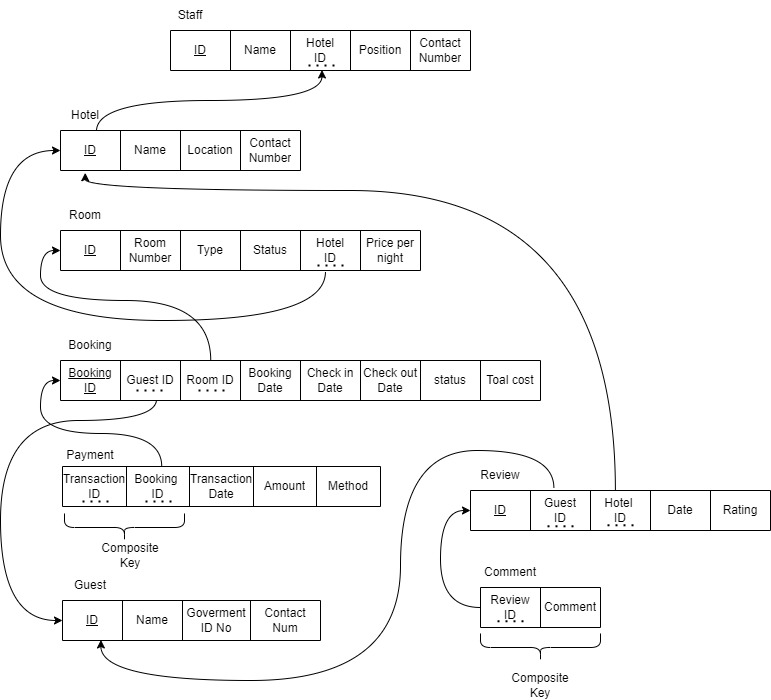 Staff
ID Name Hotel ID Position Contact Number
Hotel
ID Name Location Contact Number
Room
ID Room Number Type Status Hotel ID Price per night
Booking
Booking ID Guest ID Room ID Booking Date Check in Date Check out Date status Toal cost
Payment
Transaction ID Booking ID Transaction Date Amount Method
Composite Key
Review
ID Guest ID Hotel ID Date Rating
Guest
ID Name Goverment ID No Contact Num
Comment
Review ID Comment
Composite Key